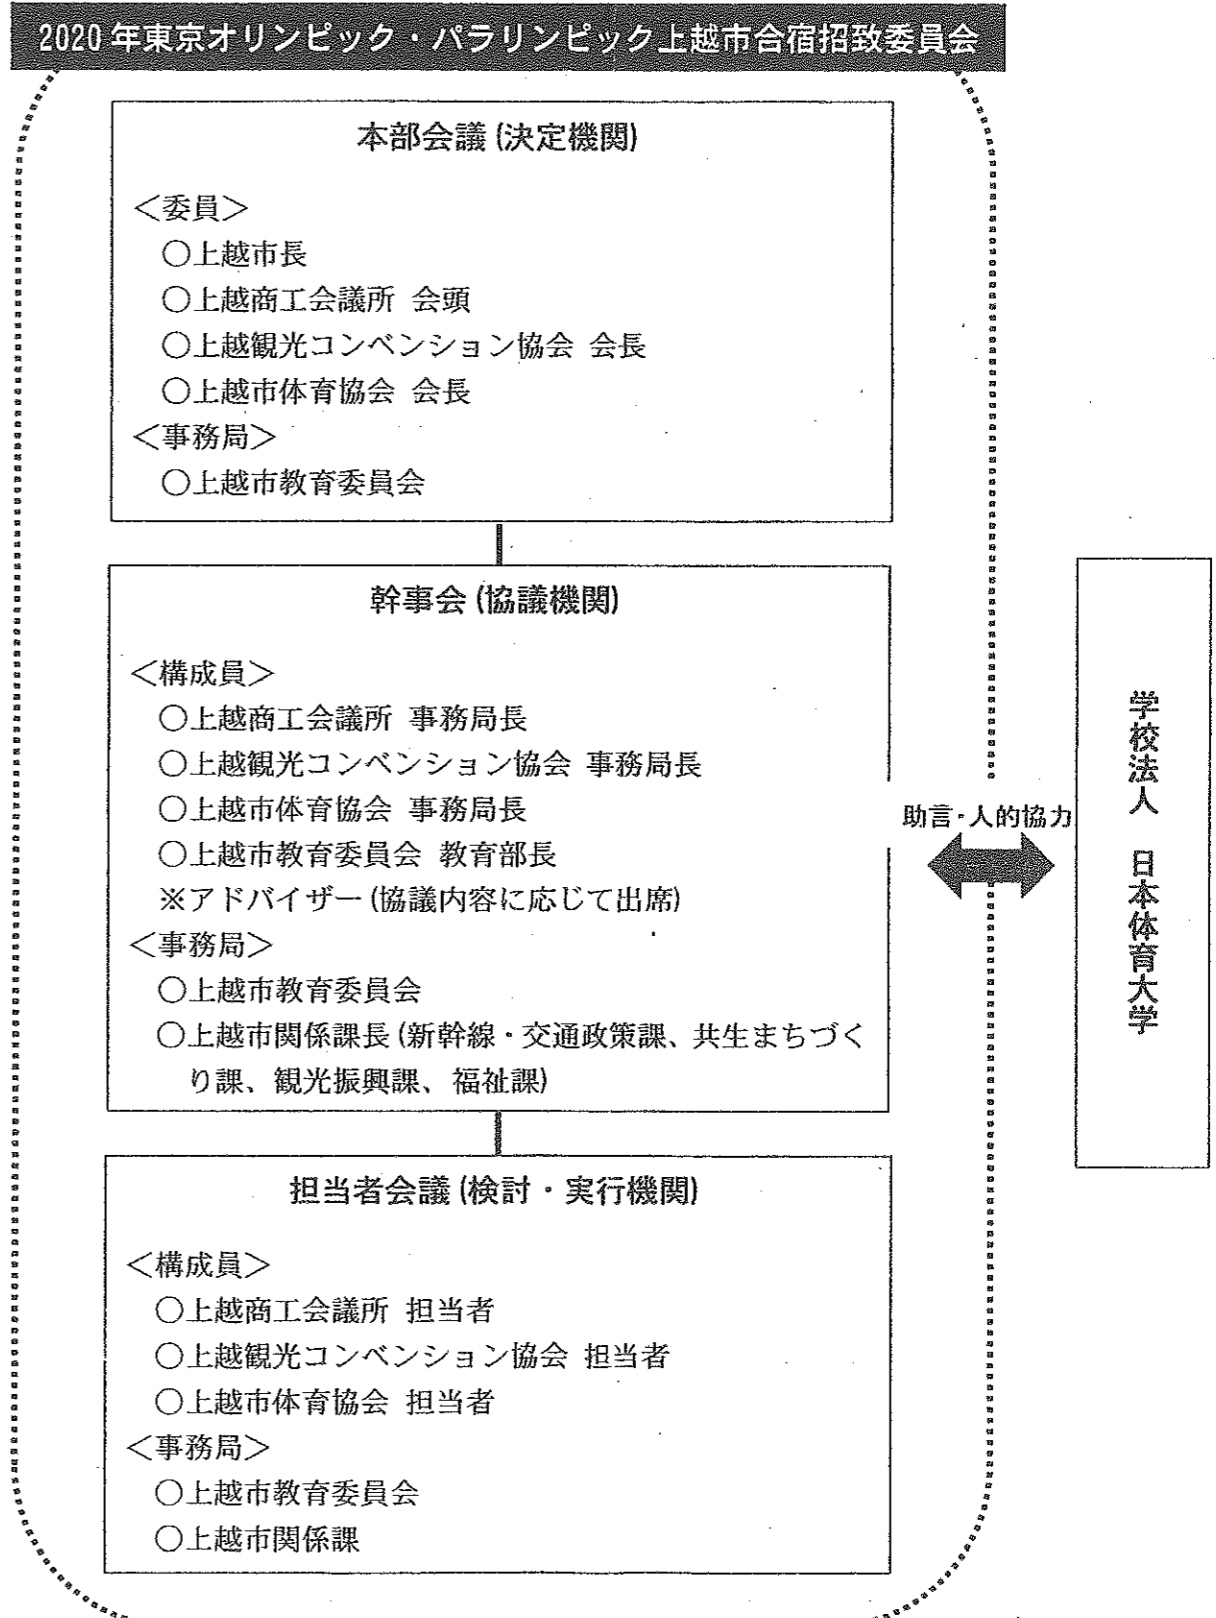 2020年東京オリンピック・パラリンピック上越市合宿招致委員会
本部会議(決定機関)
＜委員＞
○上越市長
○上越商工会議所 会頭
○上越観光コンベンション協会 会長
○上越市体育協会 会長
＜事務局＞
○上越市教育委員会
幹事会(協議機関)
＜構成員＞
○上越商工会議所 事務局長
○上越観光コンベンション協会 事務局長
○上越市体育協会 事務局長
○上越市教育委員会 教育部長
※アドバイザー(協議内容に応じて出席)
＜事務局＞
○上越市教育委員会
○上越市関係課長(新幹線・交通政策課、共生まちづく
り課、観光振興課、福祉課)
担当者会議(検討・実行機関)
＜構成員＞
○上越商工会議所 担当者
○上越観光コンベンション協会 担当者
○上越市体育協会 担当者
＜事務局＞
○上越市教育委員会
○上越市関係課
助言・人的協力
学校法人 日本体育大学